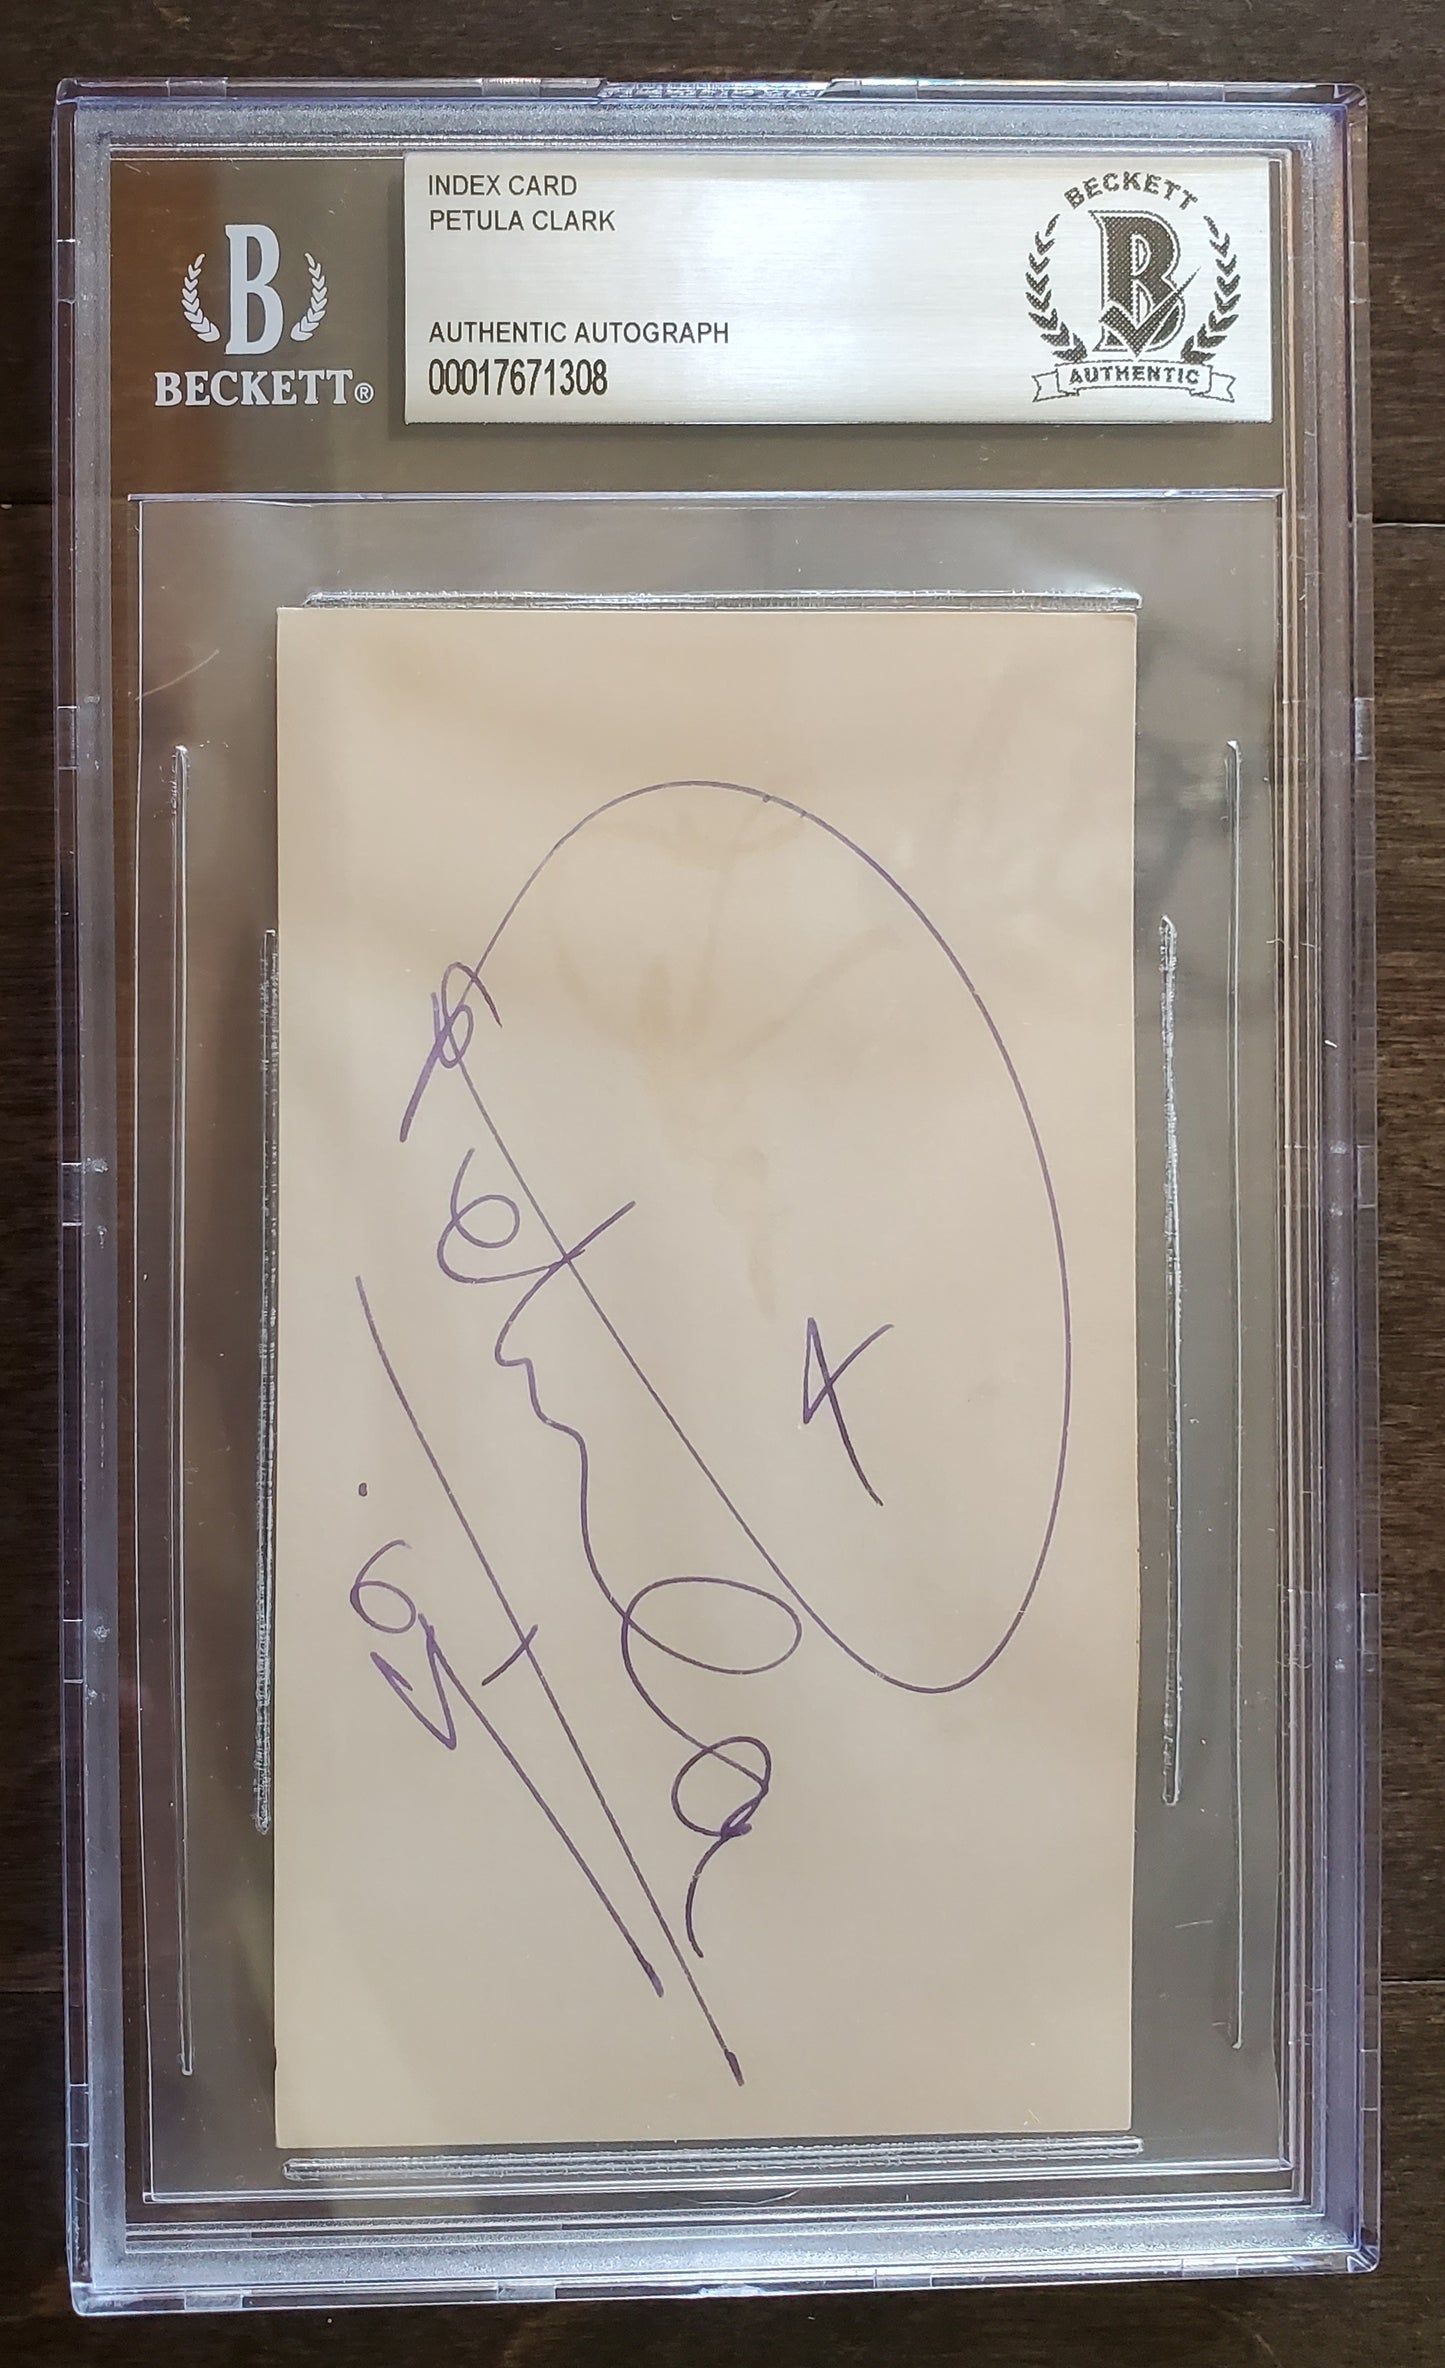 INDEX CARD
PETULA CLARK
AUTHENTIC AUTOGRAPH
00017671308
B
BECKETT®
BECKETT
B
AUTHENTIC